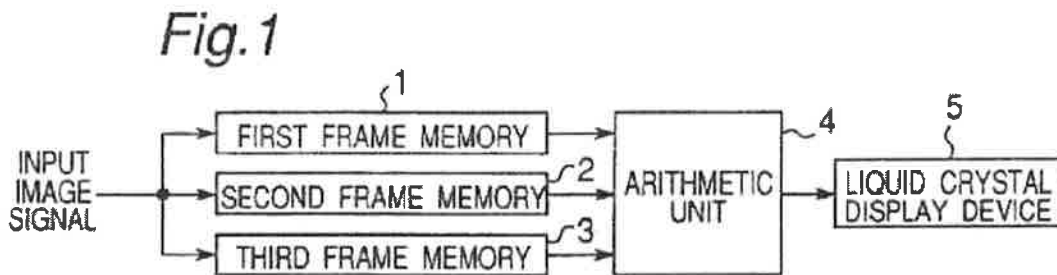 Fig.1
INPUT
IMAGE
SIGNAL
1
FIRST FRAME MEMORY
2
SECOND FRAME MEMORY
3
THIRD FRAME MEMORY
4
ARITHMETIC
UNIT
5
LIQUID CRYSTAL
DISPLAY DEVICE